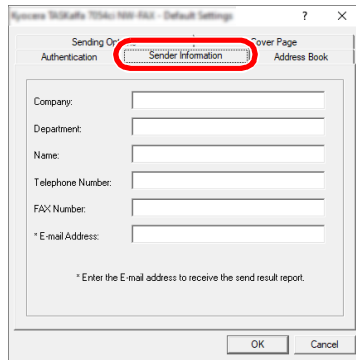 Kyocera TASKalfa 7054ci NW-FAX - Default Settings
Sending Opt
Cover Page
Authentication
Sender Information
Address Book
Company:
Department:
Name:
Telephone Number:
FAX Number:
* E-mail Address:
* Enter the E-mail address to receive the send result report.
OK
Cancel